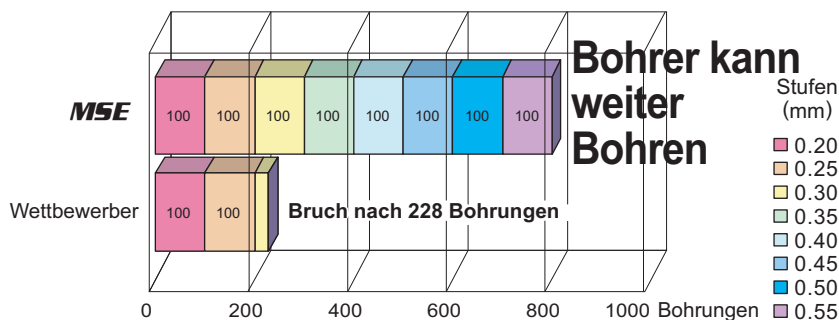 Bohrer kann
weiter
Bohren
MSE 100 100 100 100 100 100 100 100
Wettbewerber 100 100 Bruch nach 228 Bohrungen
0 200 400 600 800 1000 Bohrungen
Stufen
(mm)
0.20
0.25
0.30
0.35
0.40
0.45
0.50
0.55